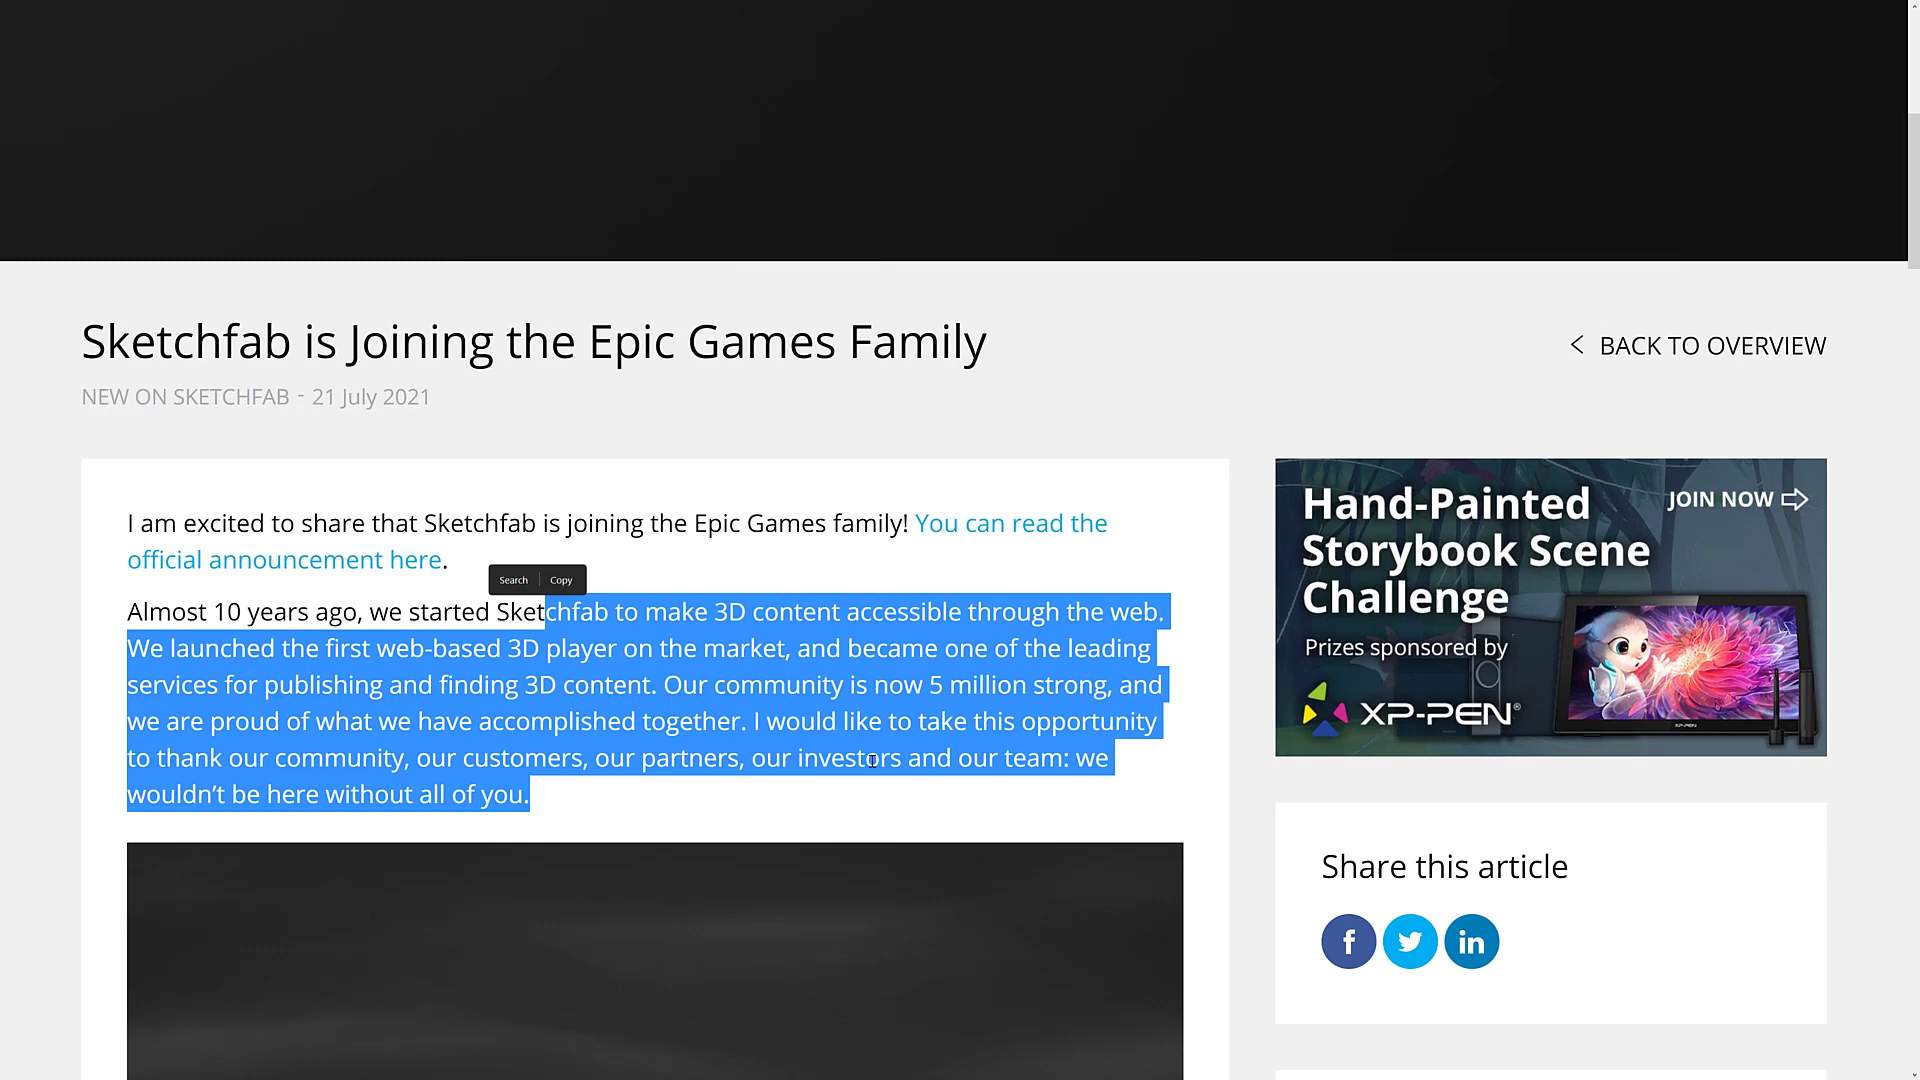 Sketchfab is Joining the Epic Games Family
BACK TO OVERVIEW
NEW ON SKETCHFAB - 21 July 2021
I am excited to share that Sketchfab is joining the Epic Games family! You can read the
official announcement here.
Search
Copy
Almost 10 years ago, we started Sketchfab to make 3D content accessible through the web.
We launched the first web-based 3D player on the market, and became one of the leading
services for publishing and finding 3D content. Our community is now 5 million strong, and
we are proud of what we have accomplished together. I would like to take this opportunity
to thank our community, our customers, our partners, our investors and our team: we
wouldn’t be here without all of you.
Hand-Painted
Storybook Scene
Challenge
JOIN NOW
Prizes sponsored by
XP-PEN®
XP-PEN
Share this article